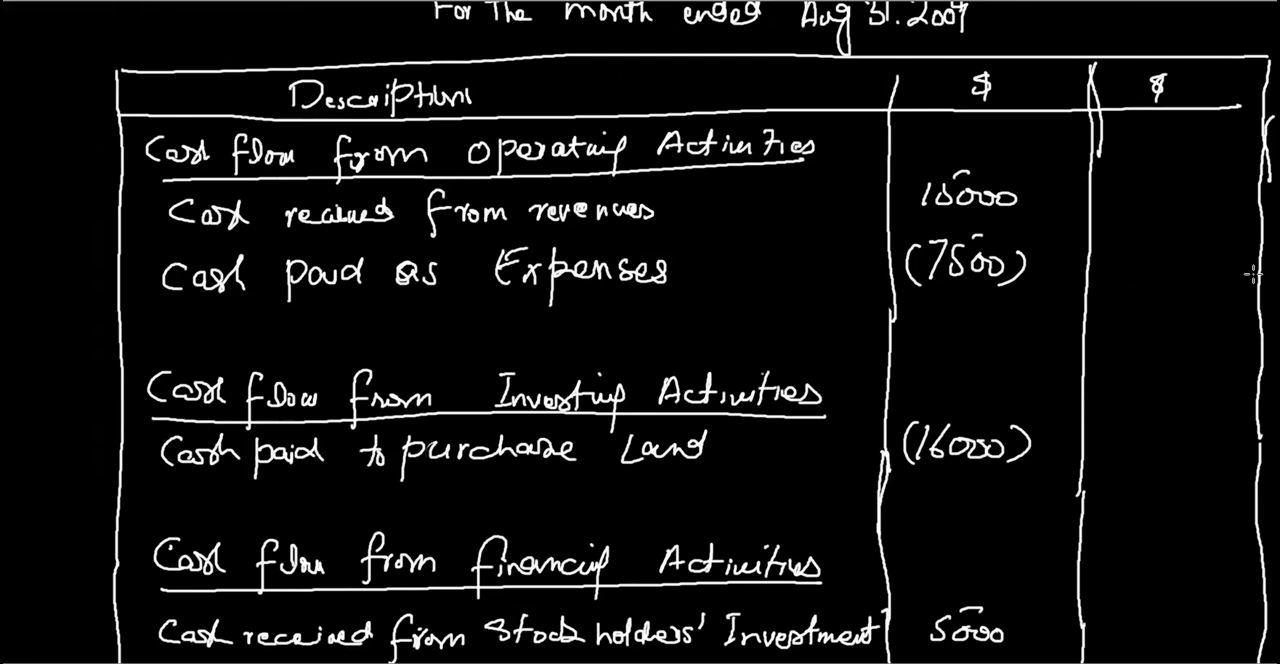 For The month ended Aug 31. 2009
Description $ $
Cash flow from operating Activities
Cash received from revenues 15000
Cash paid as Expenses (7500)
Cash flow from Investing Activities
Cash paid to purchase Land (16000)
Cash flow from financing Activities
Cash received from Stock holders' Investment 5000